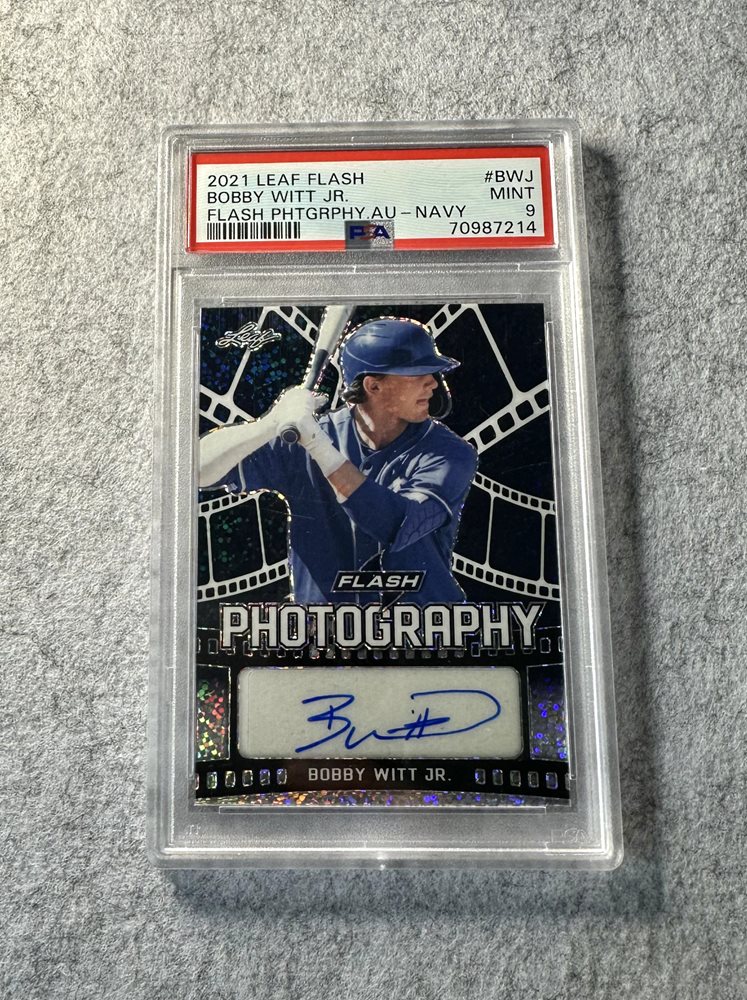 2021 LEAF FLASH #BWJ
BOBBY WITT JR. MINT
FLASH PHTGRPHY.AU-NAVY 9
PSA 70987214
Leaf
FLASH
PHOTOGRAPHY
B Witt
BOBBY WITT JR.